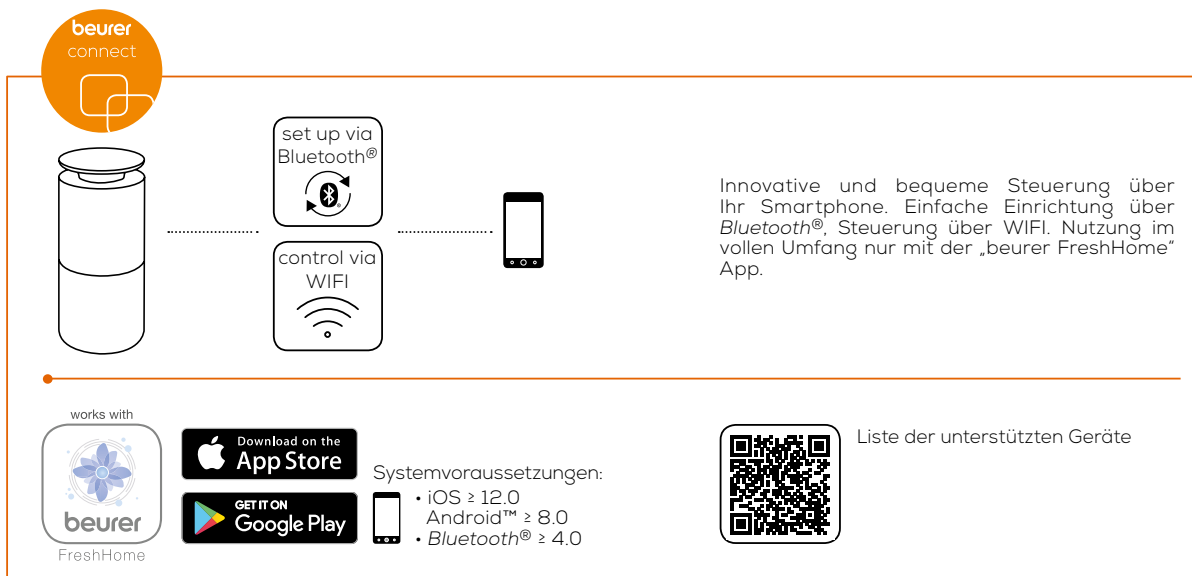 beurer
connect
set up via
Bluetooth®
control via
WIFI
Innovative und bequeme Steuerung über
Ihr Smartphone. Einfache Einrichtung über
Bluetooth®, Steuerung über WIFI. Nutzung im
vollen Umfang nur mit der „beurer FreshHome"
App.
works with
beurer
FreshHome
Download on the
App Store
GET IT ON
Google Play
Systemvoraussetzungen:
• iOS ≥ 12.0
Android™ ≥ 8.0
• Bluetooth® ≥ 4.0
Liste der unterstützten Geräte